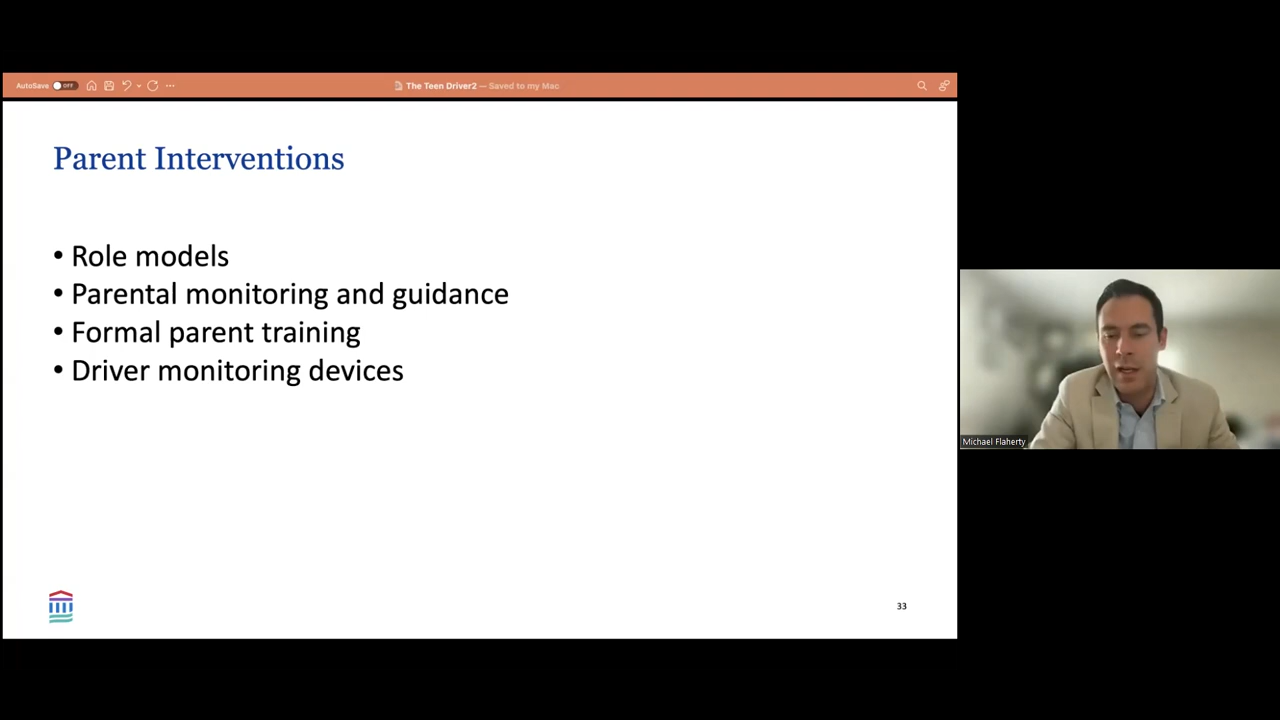 AutoSave OFF
The Teen Driver2 — Saved to my Mac
Parent Interventions
• Role models
• Parental monitoring and guidance
• Formal parent training
• Driver monitoring devices
Michael Flaherty
33